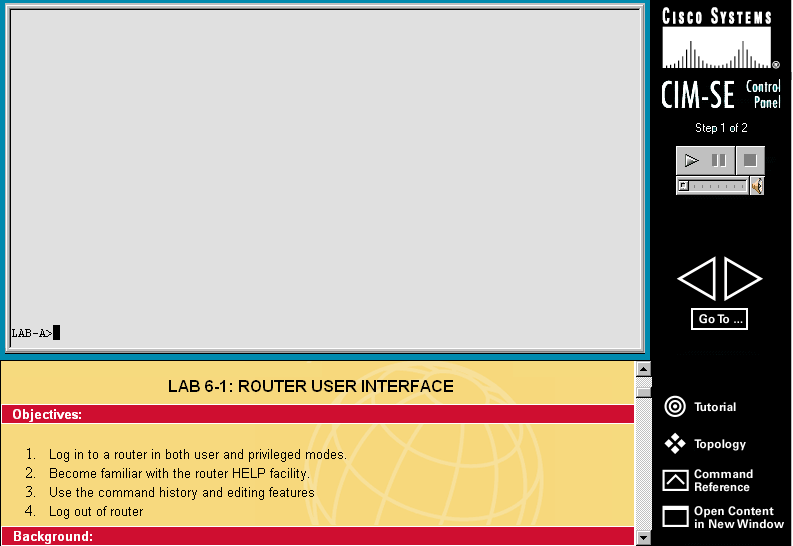 LAB-A>
LAB 6-1: ROUTER USER INTERFACE
Objectives:
1. Log in to a router in both user and privileged modes.
2. Become familiar with the router HELP facility.
3. Use the command history and editing features
4. Log out of router
Background:
CISCO SYSTEMS
®
CIM-SE Control Panel
Step 1 of 2
Go To ...
Tutorial
Topology
Command
Reference
Open Content
in New Window